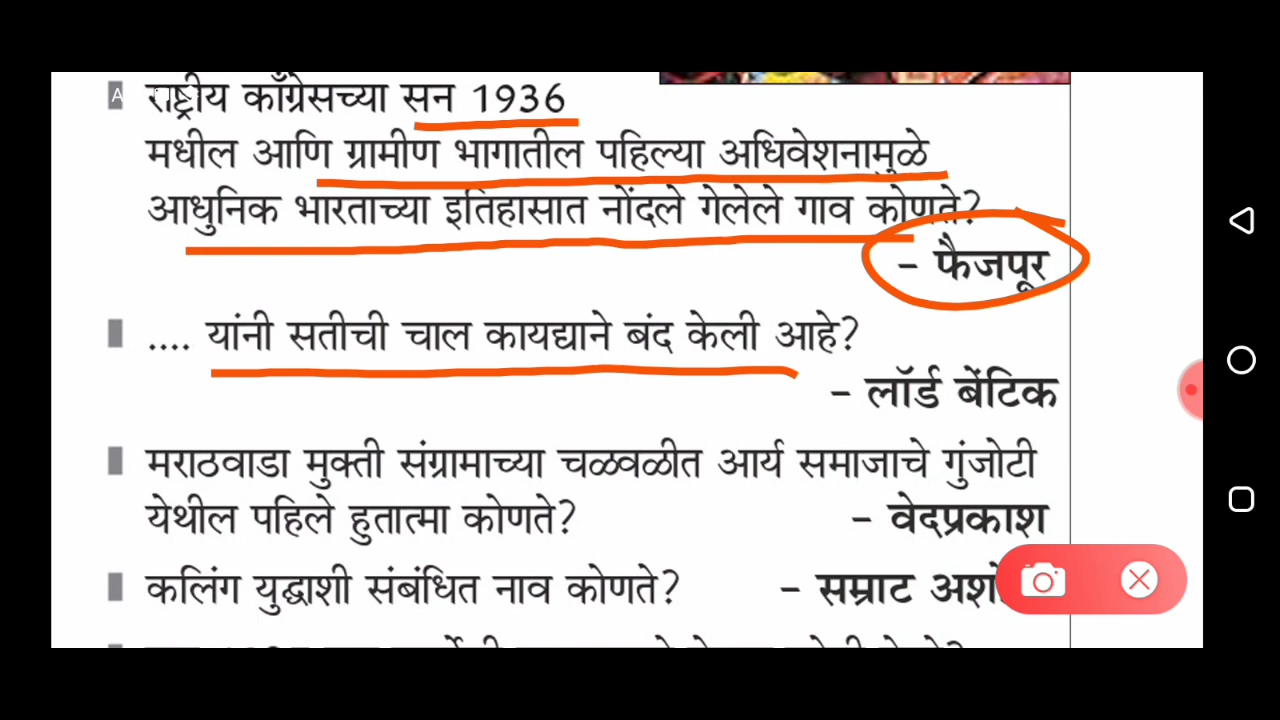 राष्ट्रीय काँग्रेसच्या सन 1936
मधील आणि ग्रामीण भागातील पहिल्या अधिवेशनामुळे
आधुनिक भारताच्या इतिहासात नोंदले गेलेले गाव कोणते?
– फैजपूर
.... यांनी सतीची चाल कायद्याने बंद केली आहे?
– लॉर्ड बेंटिक
मराठवाडा मुक्ती संग्रामाच्या चळवळीत आर्य समाजाचे गुंजोटी
येथील पहिले हुतात्मा कोणते? – वेदप्रकाश
कलिंग युद्धाशी संबंधित नाव कोणते? – सम्राट